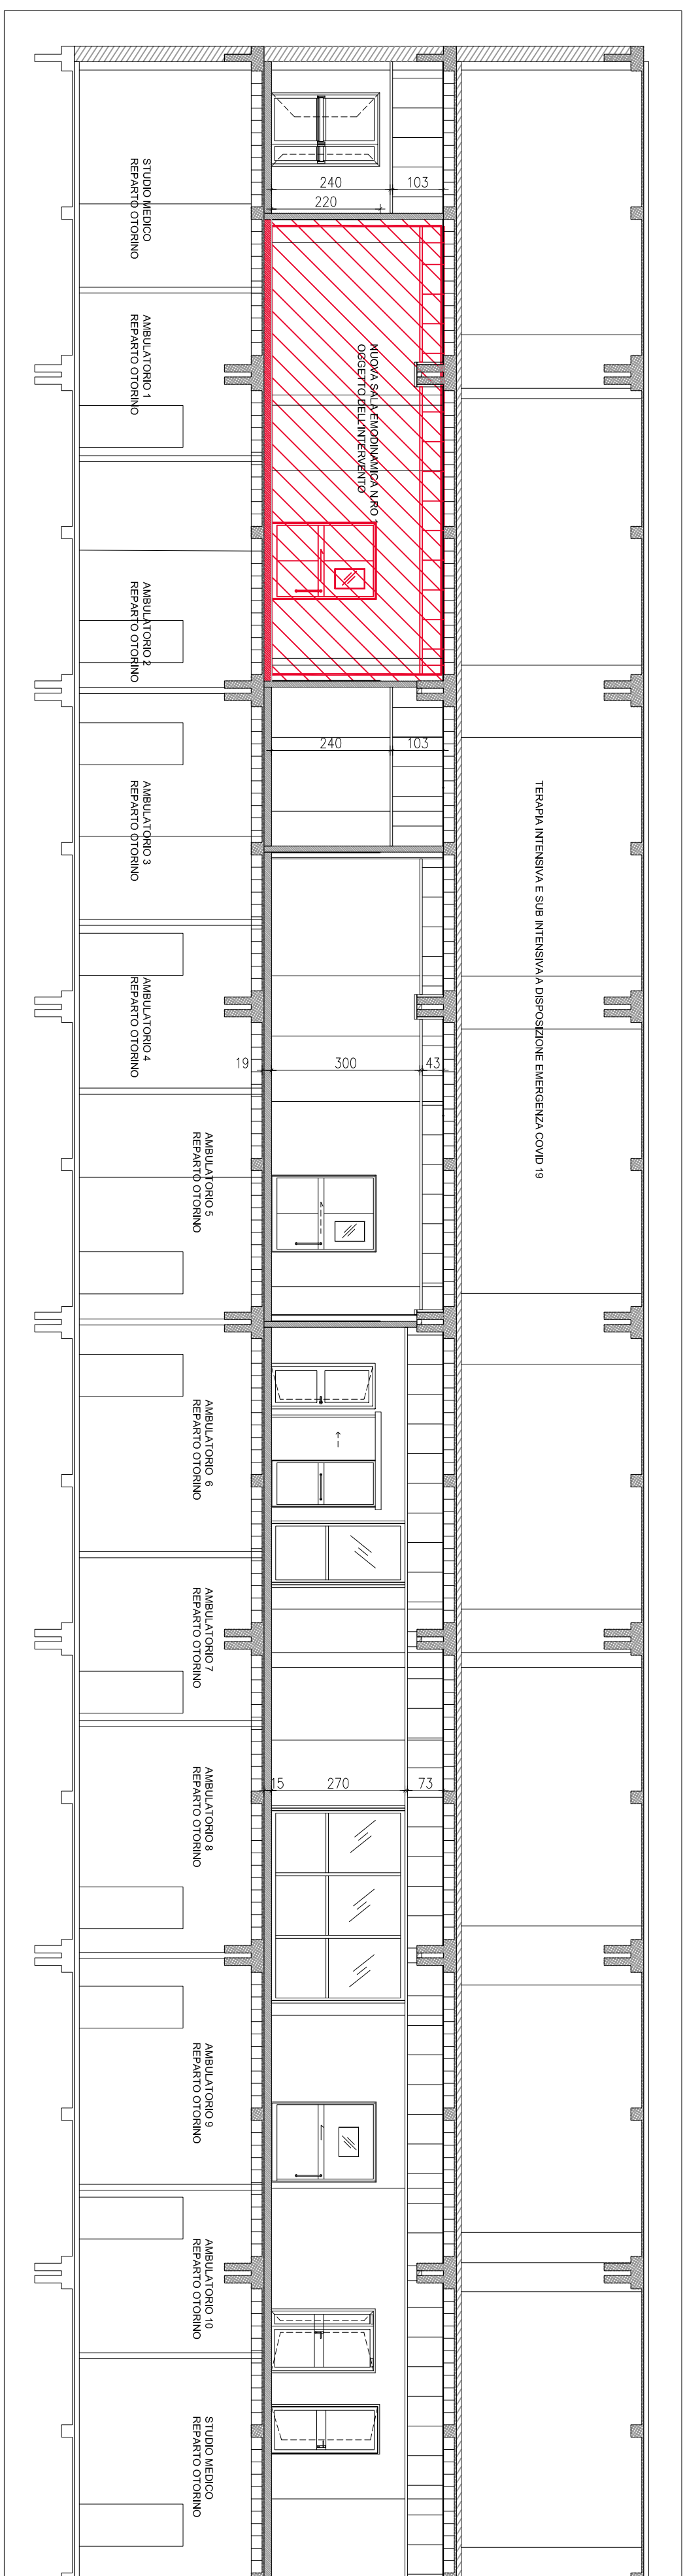 TERAPIA INTENSIVA E SUB INTENSIVA A DISPOSIZIONE EMERGENZA COVID 19
103
240
220
NUOVA SALA EMODINAMICA N.RO
OGGETTO DELL'INTERVENTO
103
240
43
300
19
73
270
15
STUDIO MEDICO
REPARTO OTORINO
AMBULATORIO 1
REPARTO OTORINO
AMBULATORIO 2
REPARTO OTORINO
AMBULATORIO 3
REPARTO OTORINO
AMBULATORIO 4
REPARTO OTORINO
AMBULATORIO 5
REPARTO OTORINO
AMBULATORIO 6
REPARTO OTORINO
AMBULATORIO 7
REPARTO OTORINO
AMBULATORIO 8
REPARTO OTORINO
AMBULATORIO 9
REPARTO OTORINO
AMBULATORIO 10
REPARTO OTORINO
STUDIO MEDICO
REPARTO OTORINO